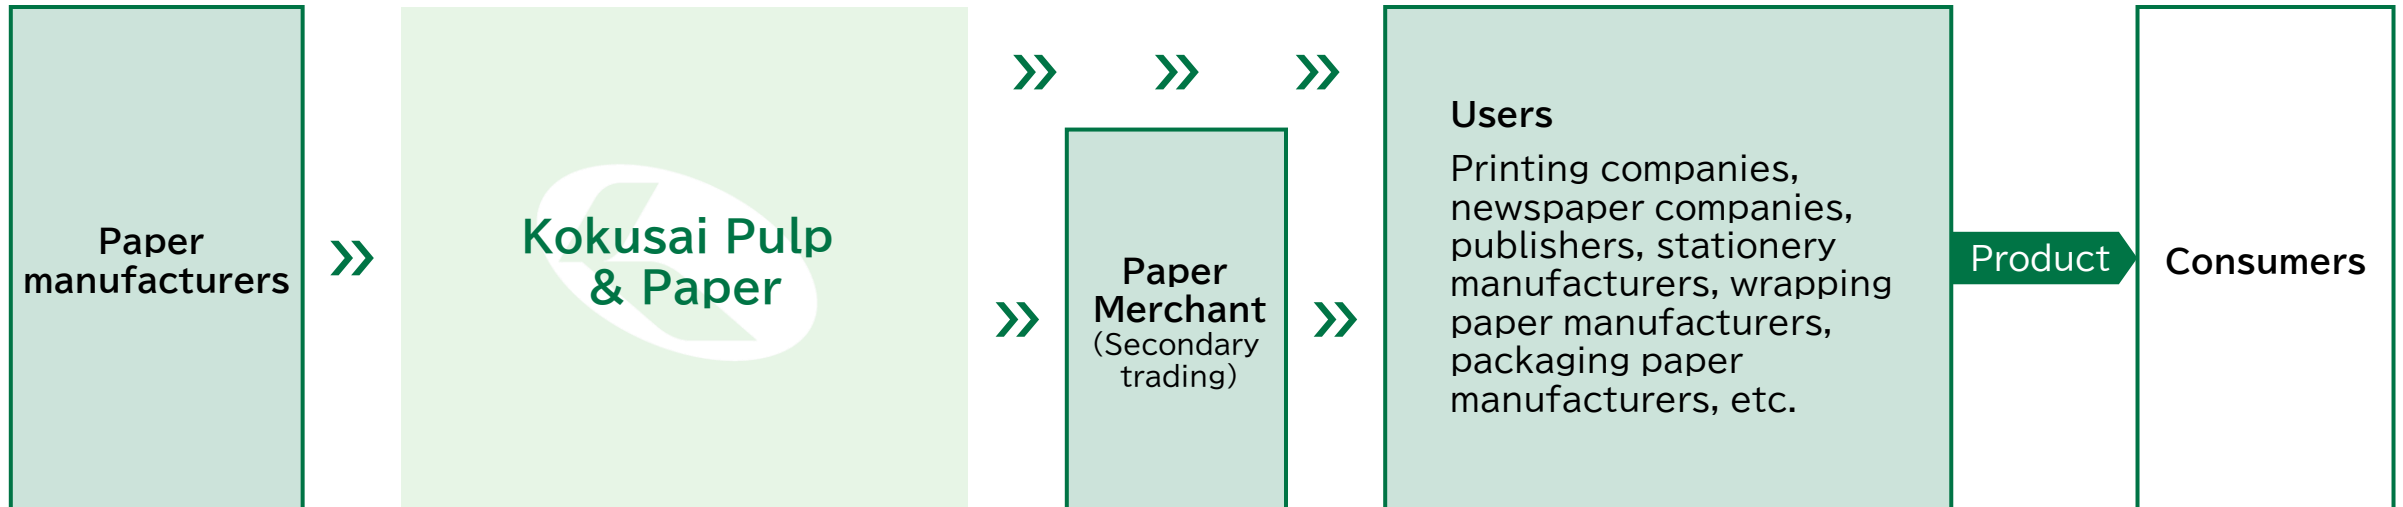 Paper
manufacturers
Kokusai Pulp
& Paper
Paper
Merchant
(Secondary
trading)
Users
Printing companies,
newspaper companies,
publishers, stationery
manufacturers, wrapping
paper manufacturers,
packaging paper
manufacturers, etc.
Product
Consumers